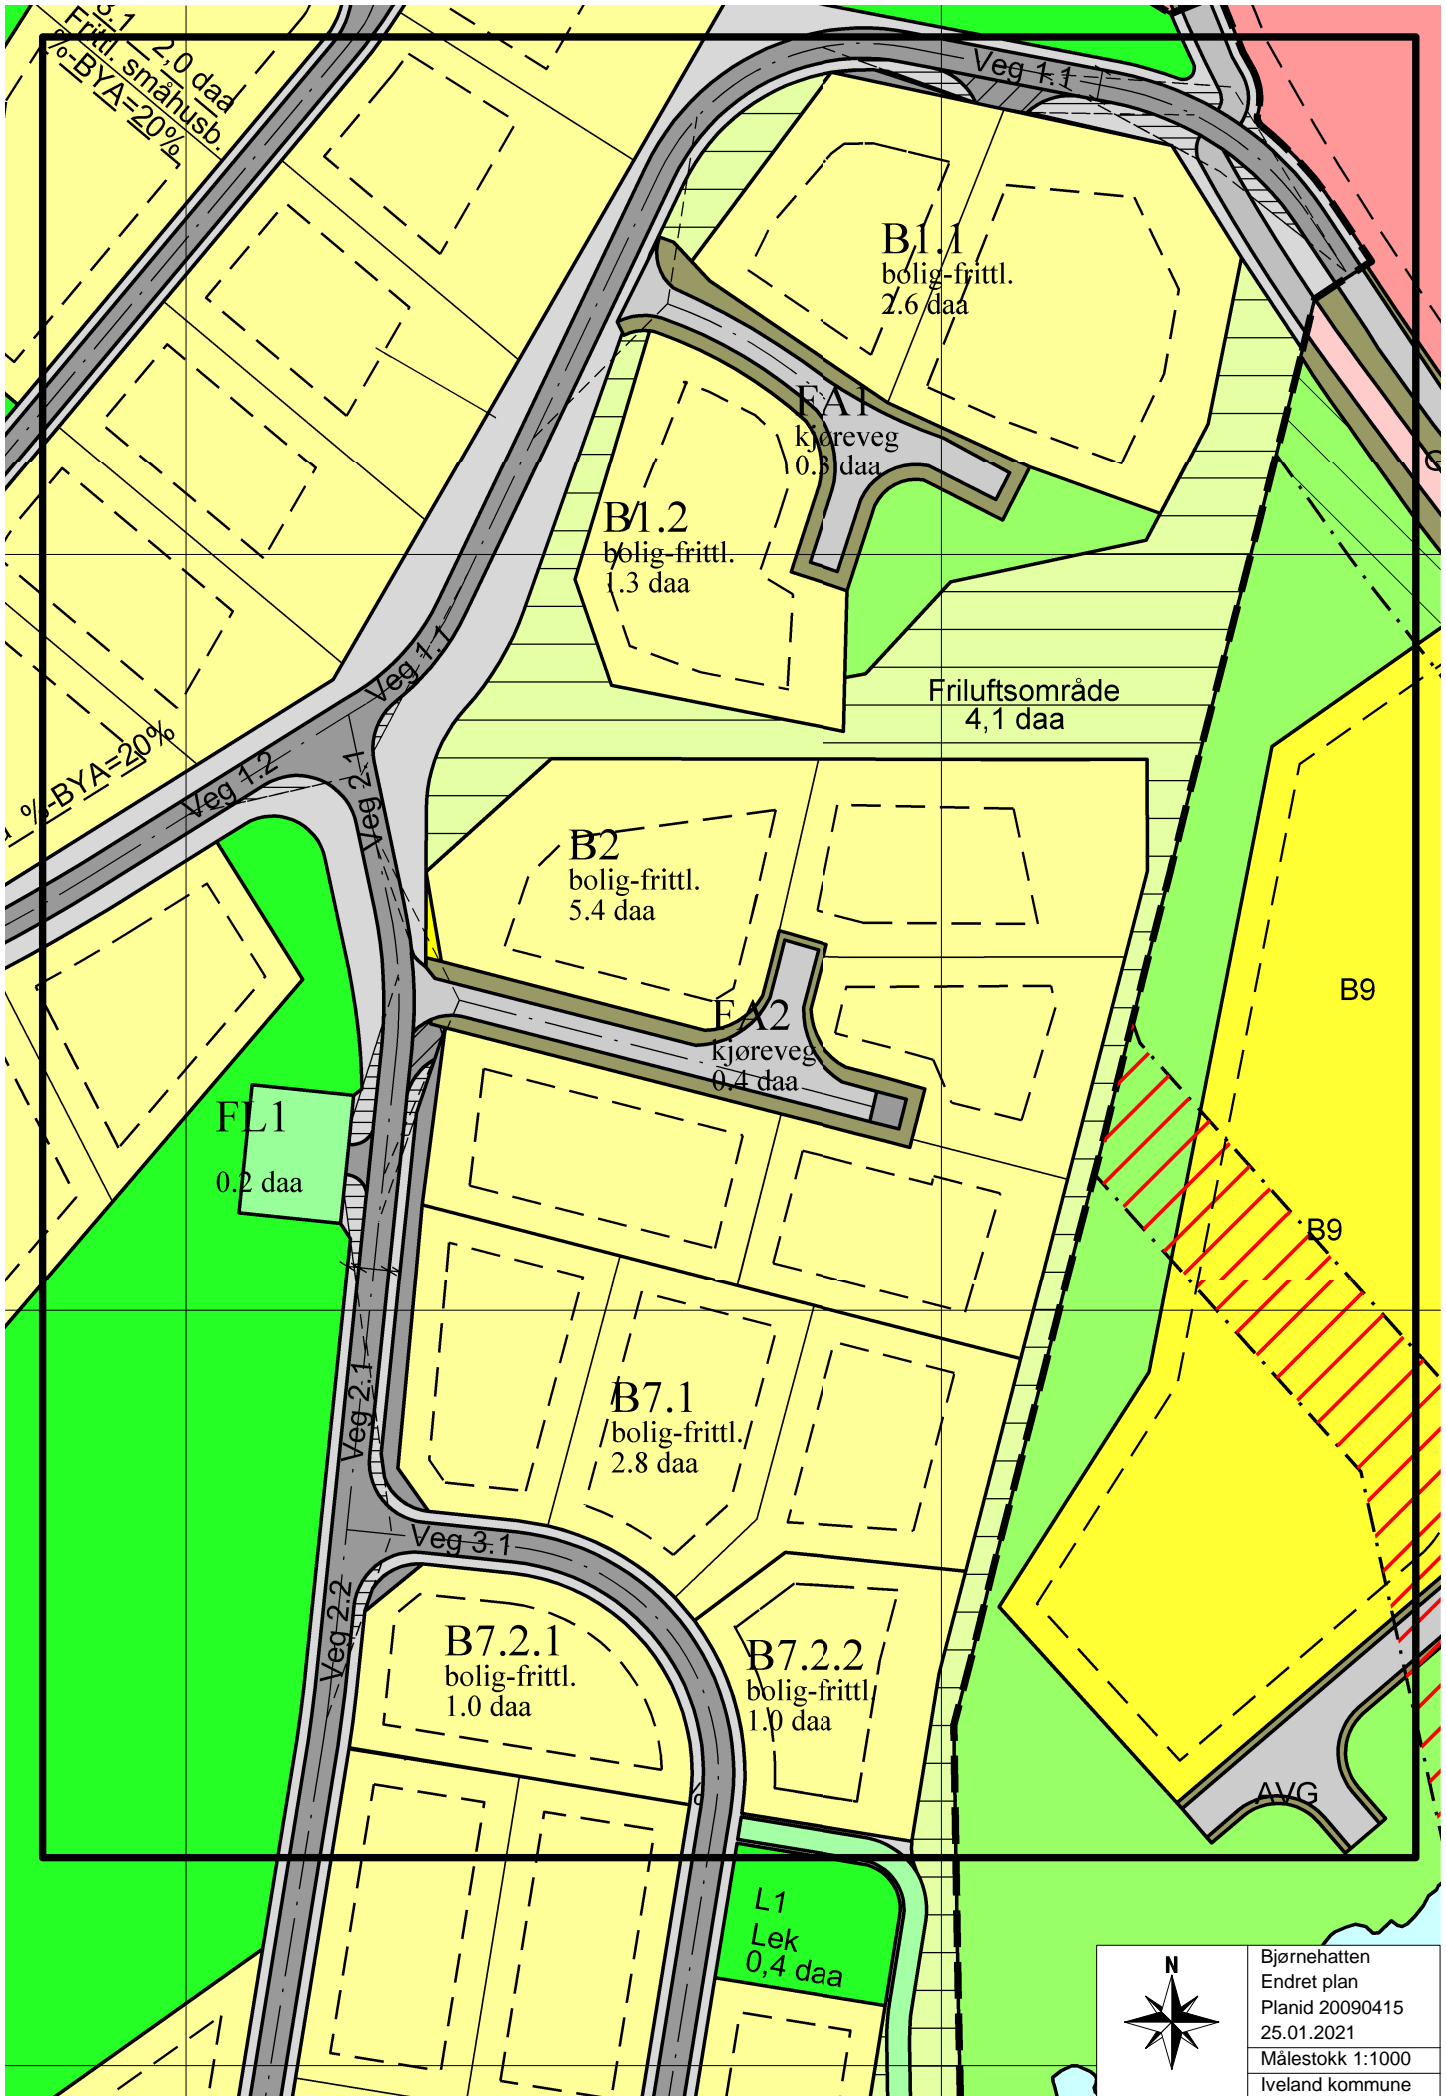 3.1 2,0 daa
Frittl. småhusb.
%-BYA=20%
Veg 1.1
B1.1
bolig-frittl.
2.6 daa
FA1
kjøreveg
0.3 daa
B1.2
bolig-frittl.
1.3 daa
Veg 1.1
Friluftsområde
4,1 daa
%-BYA=20%
Veg 1.2
Veg 2.1
B2
bolig-frittl.
5.4 daa
B9
FA2
kjøreveg
0.4 daa
FL1
0.2 daa
B9
Veg 2.1
B7.1
bolig-frittl.
2.8 daa
Veg 3.1
Veg 2.2
B7.2.1
bolig-frittl.
1.0 daa
B7.2.2
bolig-frittl.
1.0 daa
AVG
L1
Lek
0,4 daa
N
Bjørnehatten
Endret plan
Planid 20090415
25.01.2021
Målestokk 1:1000
Iveland kommune